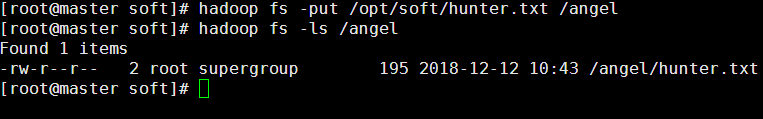 [root@master soft]# hadoop fs -put /opt/soft/hunter.txt /angel
[root@master soft]# hadoop fs -ls /angel
Found 1 items
-rw-r--r--   2 root supergroup        195 2018-12-12 10:43 /angel/hunter.txt
[root@master soft]#